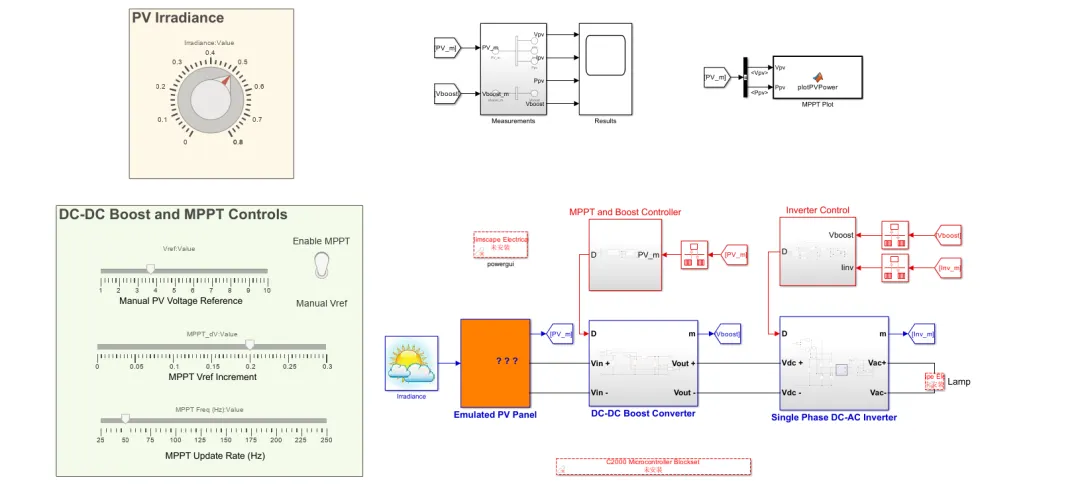 PV Irradiance
Irradiance:Value
0 0.1 0.2 0.3 0.4 0.5 0.6 0.7 0.8
[PV_m]
[Vboost]
PV_m
Vboost_m
Vpv
Ipv
Ppv
Vboost
Measurements
Results
[PV_m]
<Vpv>
<Ppv>
Vpv
Ppv
plotPVPower
MPPT Plot
DC-DC Boost and MPPT Controls
Vref:Value
1 2 3 4 5 6 7 8 9 10
Manual PV Voltage Reference
Enable MPPT
Manual Vref
MPPT_dV:Value
0 0.05 0.1 0.15 0.2 0.25 0.3
MPPT Vref Increment
MPPT Freq (Hz):Value
25 50 75 100 125 150 175 200 225 250
MPPT Update Rate (Hz)
imscape Electrica
未安装
powergui
MPPT and Boost Controller
D
PV_m
[PV_m]
Inverter Control
D
Vboost
Iinv
[Vboost]
[Inv_m]
Irradiance
? ? ?
Emulated PV Panel
[PV_m]
D
m
Vin +
Vout +
Vin -
Vout -
DC-DC Boost Converter
[Vboost]
D
m
Vdc +
Vac+
Vdc -
Vac-
Single Phase DC-AC Inverter
[Inv_m]
Lamp
C2000 Microcontroller Blockset
未安装